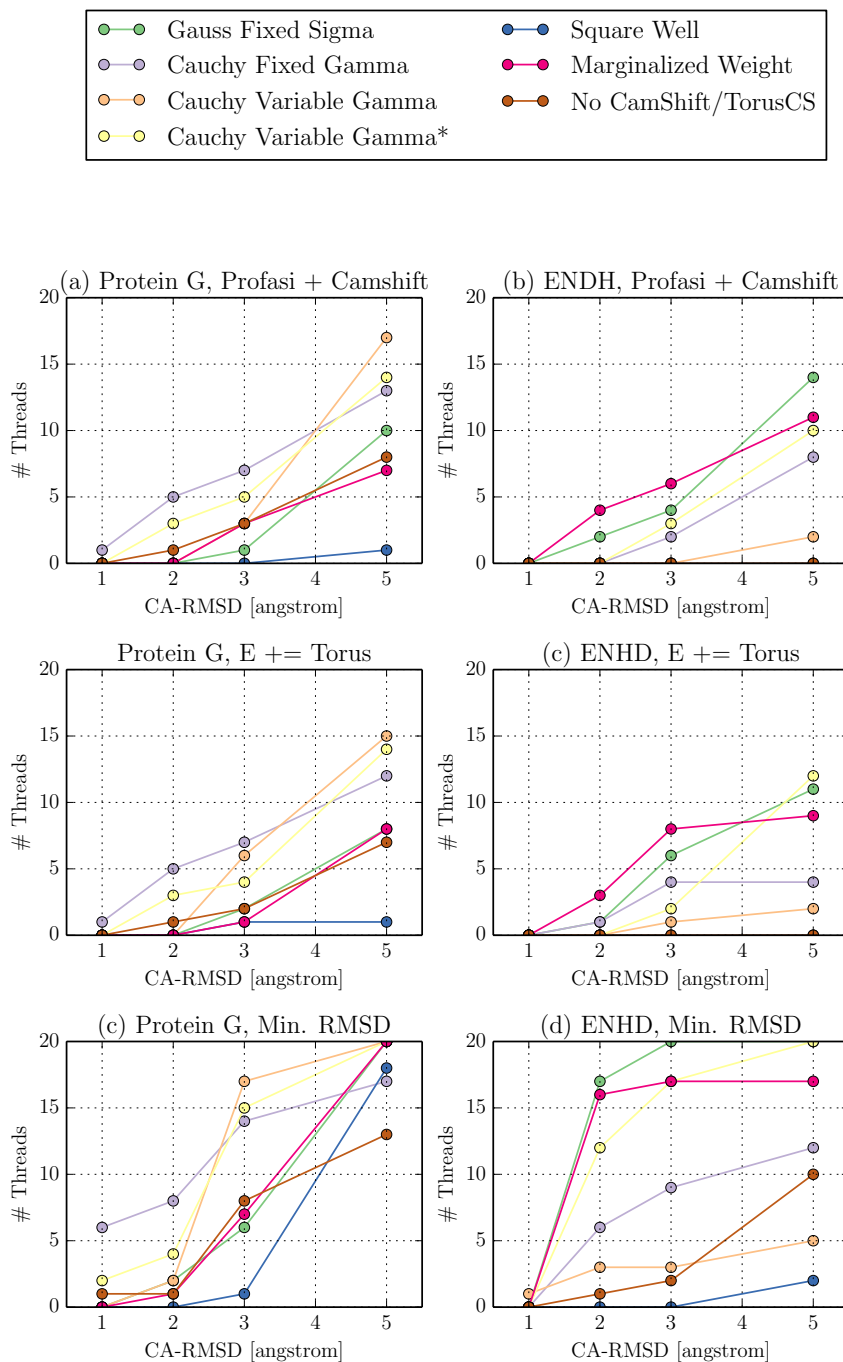 Gauss Fixed Sigma
Cauchy Fixed Gamma
Cauchy Variable Gamma
Cauchy Variable Gamma*
Square Well
Marginalized Weight
No CamShift/TorusCS
(a) Protein G, Profasi + Camshift
20
15
10
5
0
# Threads
1 2 3 4 5
CA-RMSD [angstrom]
(b) ENDH, Profasi + Camshift
20
15
10
5
0
# Threads
1 2 3 4 5
CA-RMSD [angstrom]
Protein G, E += Torus
20
15
10
5
0
# Threads
1 2 3 4 5
CA-RMSD [angstrom]
(c) ENHD, E += Torus
20
15
10
5
0
# Threads
1 2 3 4 5
CA-RMSD [angstrom]
(c) Protein G, Min. RMSD
20
15
10
5
0
# Threads
1 2 3 4 5
CA-RMSD [angstrom]
(d) ENHD, Min. RMSD
20
15
10
5
0
# Threads
1 2 3 4 5
CA-RMSD [angstrom]